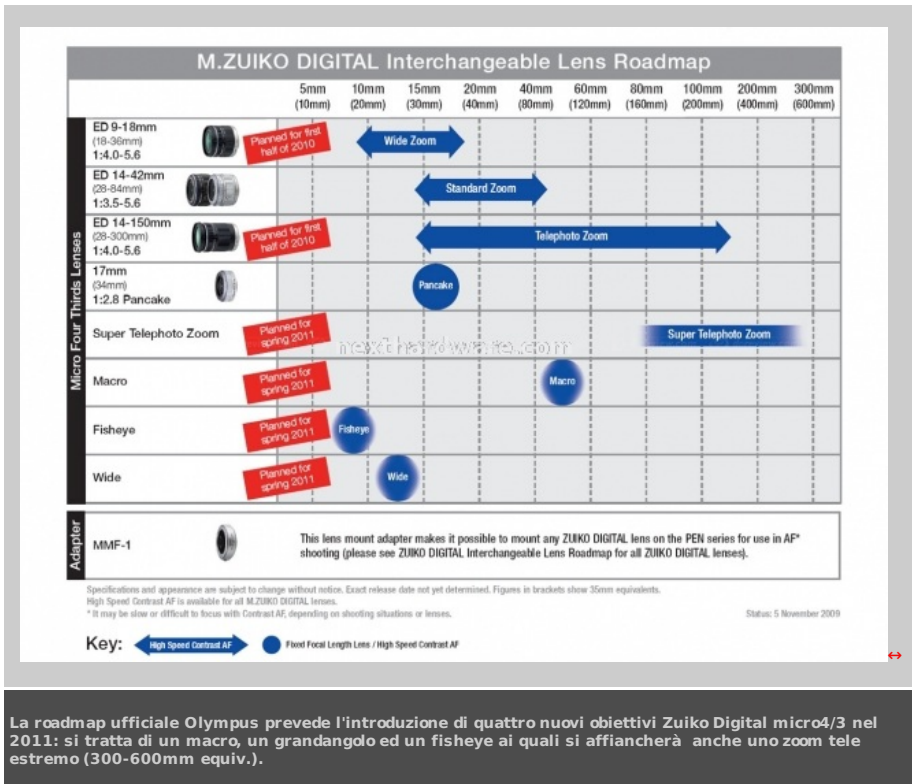 M.ZUIKO DIGITAL Interchangeable Lens Roadmap
5mm 10mm 15mm 20mm 40mm 60mm 80mm 100mm 200mm 300mm
(10mm) (20mm) (30mm) (40mm) (80mm) (120mm) (160mm) (200mm) (400mm) (600mm)
Micro Four Thirds Lenses
ED 9-18mm
(18-36mm)
1:4.0-5.6
Planned for first
half of 2010
Wide Zoom
ED 14-42mm
(28-84mm)
1:3.5-5.6
Standard Zoom
ED 14-150mm
(28-300mm)
1:4.0-5.6
Planned for first
half of 2010
Telephoto Zoom
17mm
(34mm)
1:2.8 Pancake
Pancake
Super Telephoto Zoom
Planned for
spring 2011
Super Telephoto Zoom
nexthardware.com
Macro
Planned for
spring 2011
Macro
Fisheye
Planned for
spring 2011
Fisheye
Wide
Planned for
spring 2011
Wide
Adapter
MMF-1
This lens mount adapter makes it possible to mount any ZUIKO DIGITAL lens on the PEN series for use in AF*
shooting (please see ZUIKO DIGITAL Interchangeable Lens Roadmap for all ZUIKO DIGITAL lenses).
Specifications and appearance are subject to change without notice. Exact release date not yet determined. Figures in brackets show 35mm equivalents.
High Speed Contrast AF is available for all M.ZUIKO DIGITAL lenses.
* It may be slow or difficult to focus with Contrast AF, depending on shooting situations or lenses.
Status: 5 November 2009
Key: High Speed Contrast AF Fixed Focal Length Lens / High Speed Contrast AF
La roadmap ufficiale Olympus prevede l'introduzione di quattro nuovi obiettivi Zuiko Digital micro4/3 nel
2011: si tratta di un macro, un grandangolo ed un fisheye ai quali si affiancherà anche uno zoom tele
estremo (300-600mm equiv.).